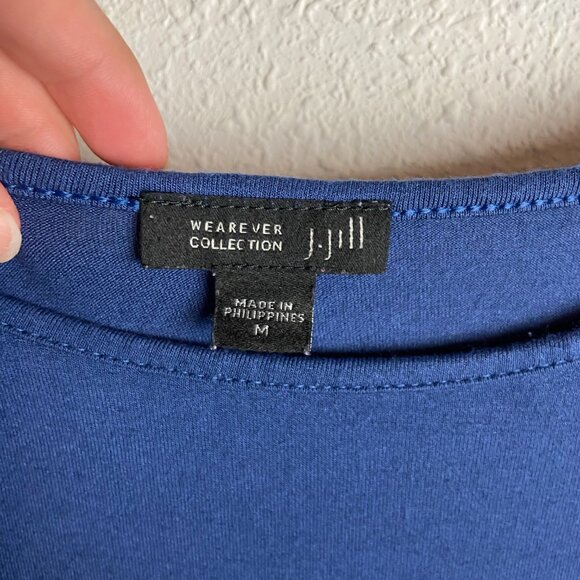 WEAREVER
COLLECTION
J.Jill
MADE IN
PHILIPPINES
M